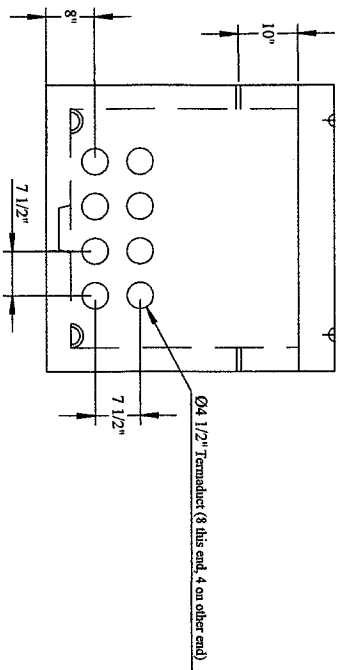 8"
10"
7 1/2"
7 1/2"
Ø4 1/2" Termaduct (8 this end, 4 on other end)